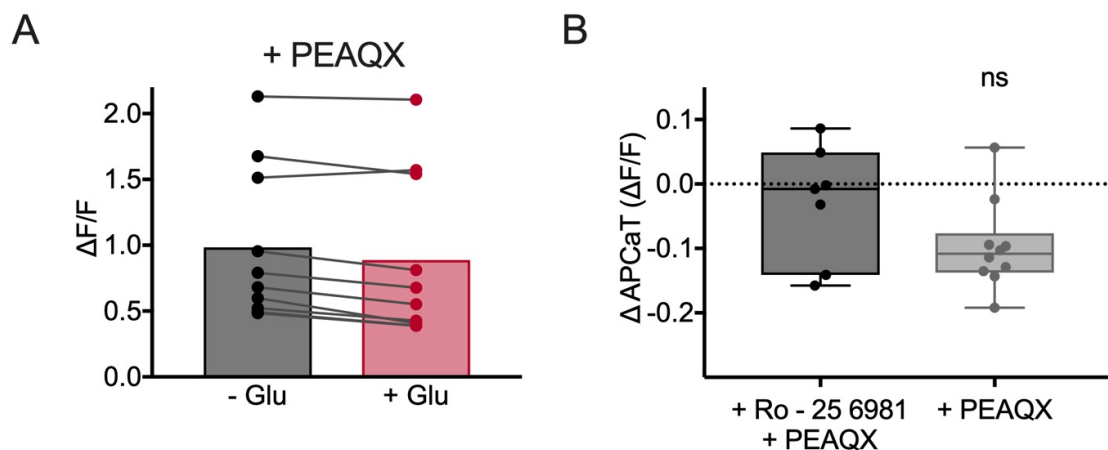 A
+ PEAQX
ΔF/F
2.0
1.5
1.0
0.5
0.0
- Glu
+ Glu
B
ns
Δ APCaT (ΔF/F)
0.1
0.0
-0.1
-0.2
+ Ro - 25 6981
+ PEAQX
+ PEAQX